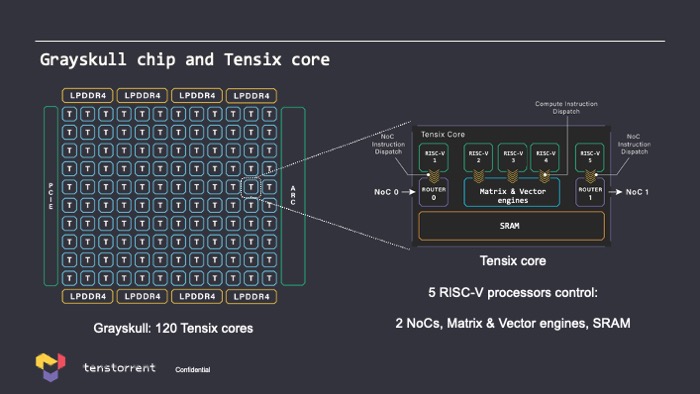 Grayskull chip and Tensix core
LPDDR4 LPDDR4 LPDDR4 LPDDR4
T T T T T T T T T T T T
T T T T T T T T T T T T
T T T T T T T T T T T T
T T T T T T T T T T T T
T T T T T T T T T T T T
T T T T T T T T T T T T
T T T T T T T T T T T T
T T T T T T T T T T T T
T T T T T T T T T T T T
T T T T T T T T T T T T
PCIE
ARC
LPDDR4 LPDDR4 LPDDR4 LPDDR4
Grayskull: 120 Tensix cores
Compute Instruction
Dispatch
Tensix Core
NoC
Instruction
Dispatch
NoC
Instruction
Dispatch
RISC-V
1
RISC-V
2
RISC-V
3
RISC-V
4
RISC-V
5
NoC 0
ROUTER
0
Matrix & Vector
engines
ROUTER
1
NoC 1
SRAM
Tensix core
5 RISC-V processors control:
2 NoCs, Matrix & Vector engines, SRAM
tenstorrent
Confidential